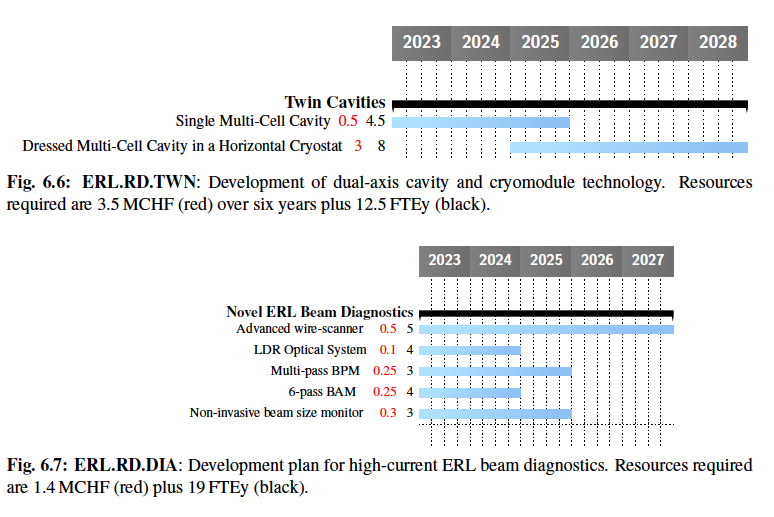 2023 2024 2025 2026 2027 2028
Twin Cavities
Single Multi-Cell Cavity 0.5 4.5
Dressed Multi-Cell Cavity in a Horizontal Cryostat 3 8
Fig. 6.6: ERL.RD.TWN: Development of dual-axis cavity and cryomodule technology. Resources
required are 3.5 MCHF (red) over six years plus 12.5 FTEy (black).
2023 2024 2025 2026 2027
Novel ERL Beam Diagnostics
Advanced wire-scanner 0.5 5
LDR Optical System 0.1 4
Multi-pass BPM 0.25 3
6-pass BAM 0.25 4
Non-invasive beam size monitor 0.3 3
Fig. 6.7: ERL.RD.DIA: Development plan for high-current ERL beam diagnostics. Resources required
are 1.4 MCHF (red) plus 19 FTEy (black).